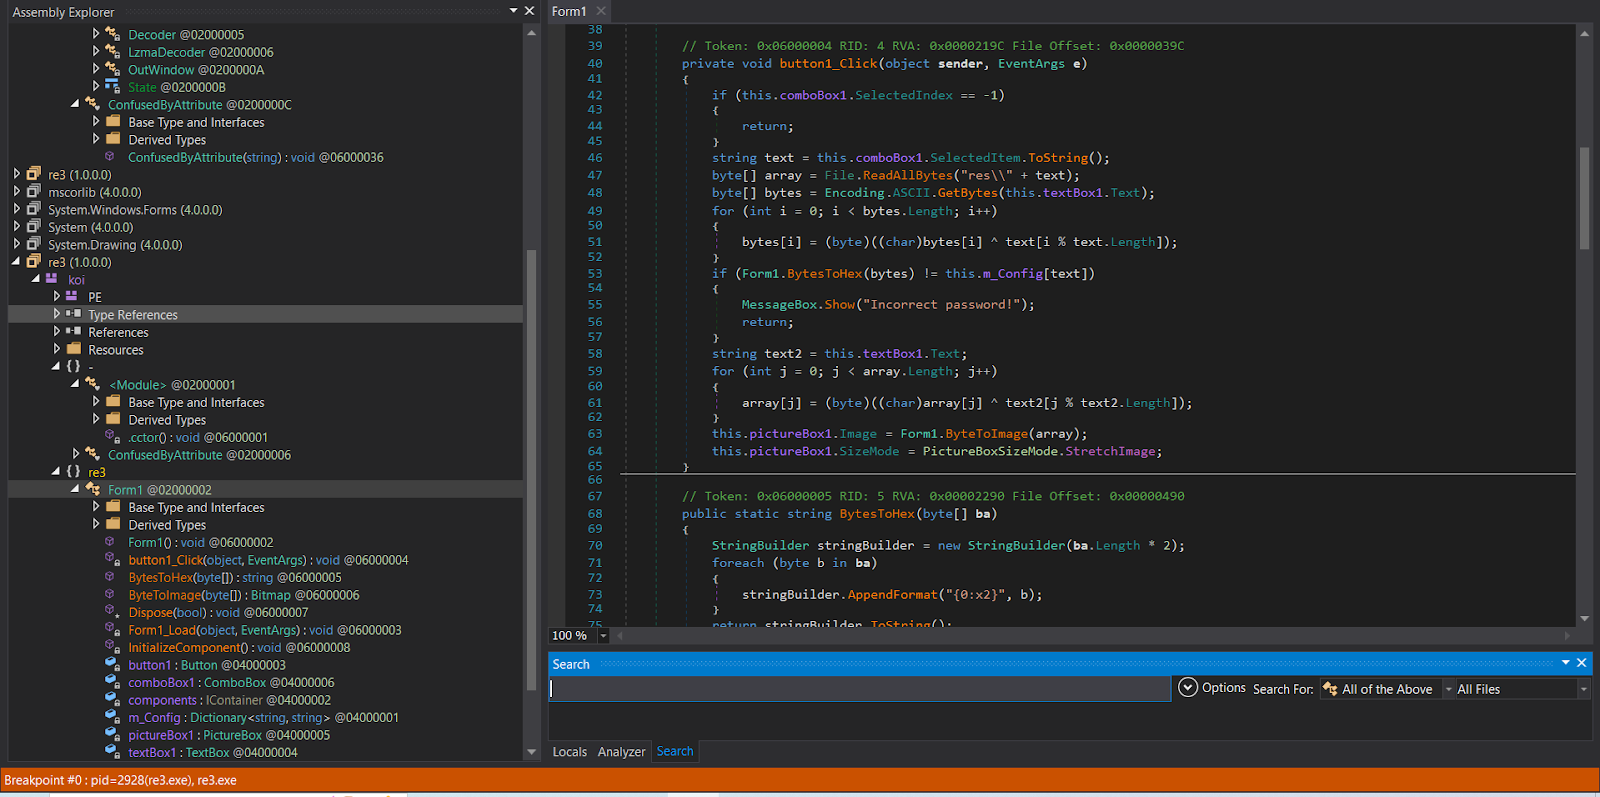 Assembly Explorer
Decoder @02000005
LzmaDecoder @02000006
OutWindow @0200000A
State @0200000B
ConfusedByAttribute @0200000C
Base Type and Interfaces
Derived Types
ConfusedByAttribute(string) : void @06000036
re3 (1.0.0.0)
mscorlib (4.0.0.0)
System.Windows.Forms (4.0.0.0)
System (4.0.0.0)
System.Drawing (4.0.0.0)
re3 (1.0.0.0)
koi
PE
Type References
References
Resources
{ } -
<Module> @02000001
Base Type and Interfaces
Derived Types
.cctor() : void @06000001
ConfusedByAttribute @02000006
{ } re3
Form1 @02000002
Base Type and Interfaces
Derived Types
Form1() : void @06000002
button1_Click(object, EventArgs) : void @06000004
BytesToHex(byte[]) : string @06000005
ByteToImage(byte[]) : Bitmap @06000006
Dispose(bool) : void @06000007
Form1_Load(object, EventArgs) : void @06000003
InitializeComponent() : void @06000008
button1 : Button @04000003
comboBox1 : ComboBox @04000006
components : IContainer @04000002
m_Config : Dictionary<string, string> @04000001
pictureBox1 : PictureBox @04000005
textBox1 : TextBox @04000004
Form1
38
39 // Token: 0x06000004 RID: 4 RVA: 0x0000219C File Offset: 0x0000039C
40 private void button1_Click(object sender, EventArgs e)
41 {
42 if (this.comboBox1.SelectedIndex == -1)
43 {
44 return;
45 }
46 string text = this.comboBox1.SelectedItem.ToString();
47 byte[] array = File.ReadAllBytes("res\\" + text);
48 byte[] bytes = Encoding.ASCII.GetBytes(this.textBox1.Text);
49 for (int i = 0; i < bytes.Length; i++)
50 {
51 bytes[i] = (byte)((char)bytes[i] ^ text[i % text.Length]);
52 }
53 if (Form1.BytesToHex(bytes) != this.m_Config[text])
54 {
55 MessageBox.Show("Incorrect password!");
56 return;
57 }
58 string text2 = this.textBox1.Text;
59 for (int j = 0; j < array.Length; j++)
60 {
61 array[j] = (byte)((char)array[j] ^ text2[j % text2.Length]);
62 }
63 this.pictureBox1.Image = Form1.ByteToImage(array);
64 this.pictureBox1.SizeMode = PictureBoxSizeMode.StretchImage;
65 }
66
67 // Token: 0x06000005 RID: 5 RVA: 0x00002290 File Offset: 0x00000490
68 public static string BytesToHex(byte[] ba)
69 {
70 StringBuilder stringBuilder = new StringBuilder(ba.Length * 2);
71 foreach (byte b in ba)
72 {
73 stringBuilder.AppendFormat("{0:x2}", b);
74 }
75 return stringBuilder.ToString();
100 %
Search
Options Search For: All of the Above All Files
Locals Analyzer Search
Breakpoint #0 : pid=2928(re3.exe), re3.exe